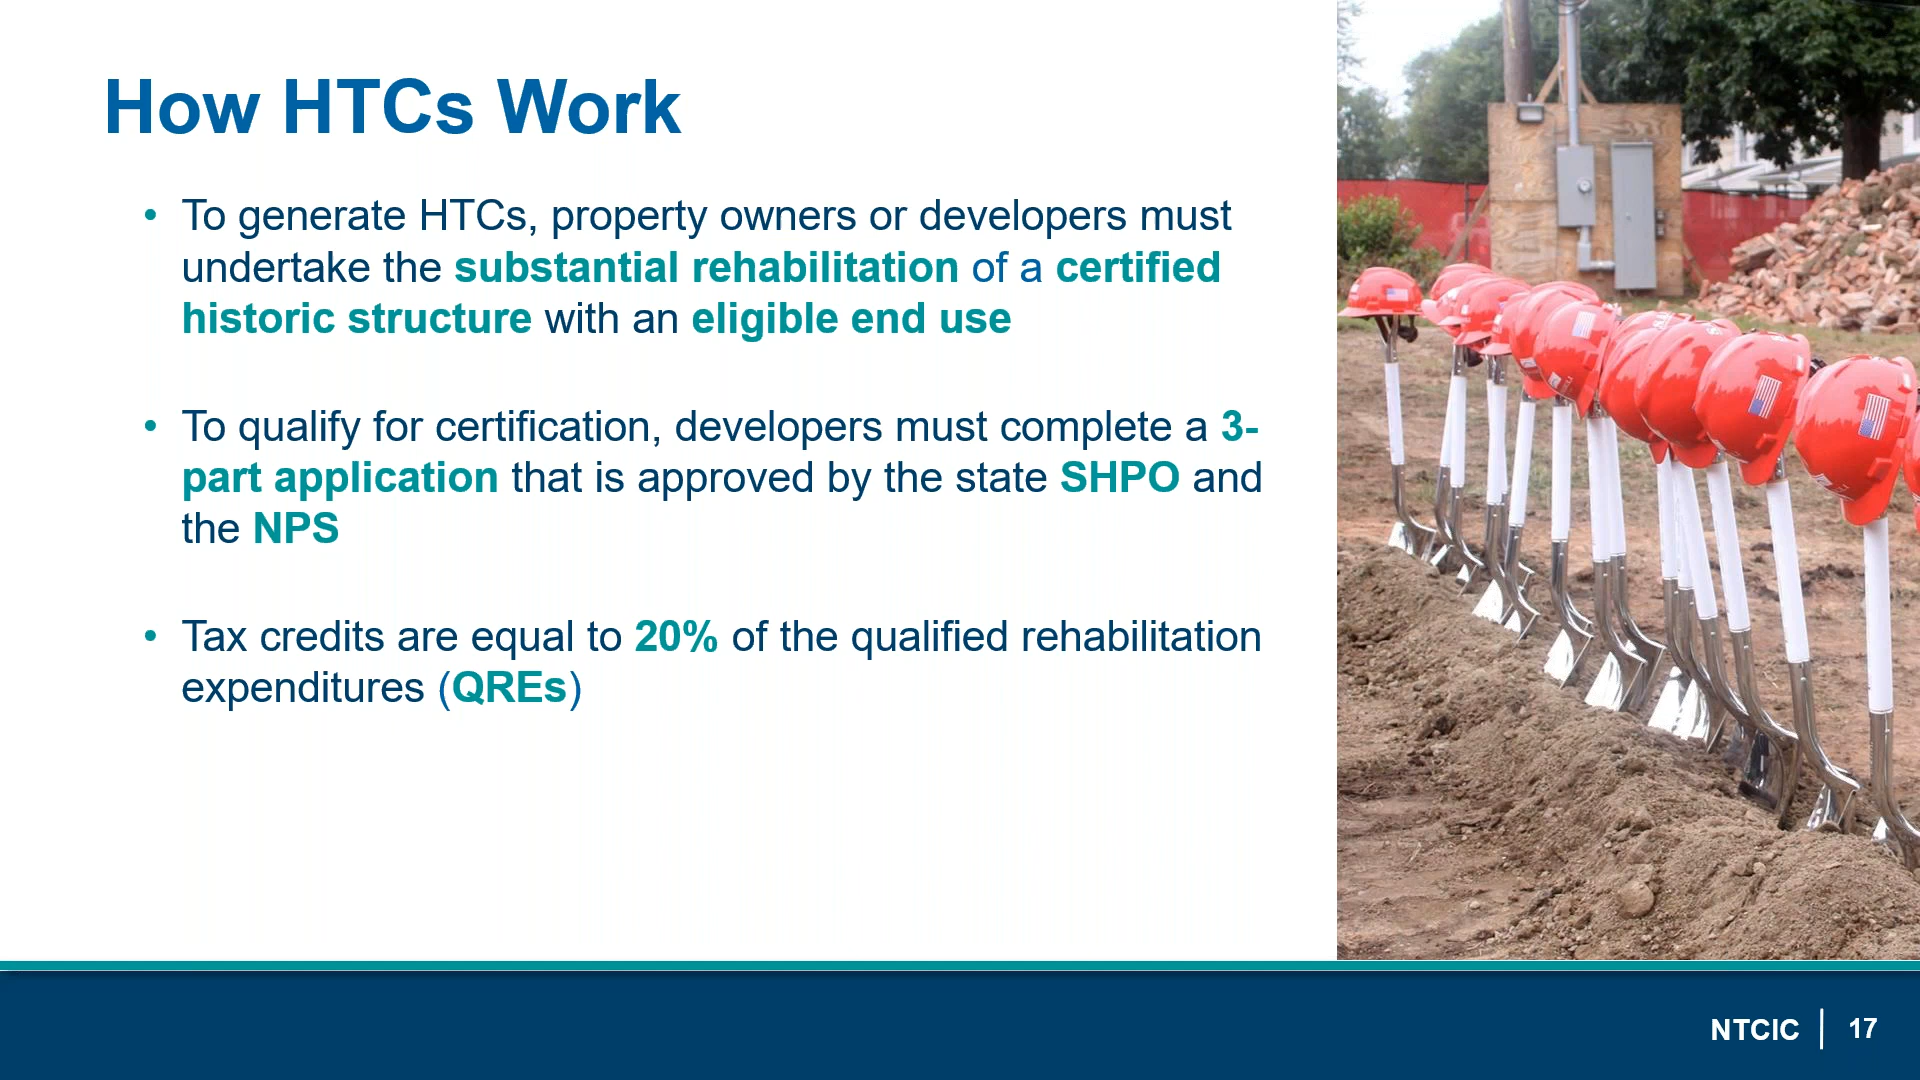 How HTCs Work
• To generate HTCs, property owners or developers must
undertake the substantial rehabilitation of a certified
historic structure with an eligible end use
• To qualify for certification, developers must complete a 3-
part application that is approved by the state SHPO and
the NPS
• Tax credits are equal to 20% of the qualified rehabilitation
expenditures (QREs)
NTCIC
17